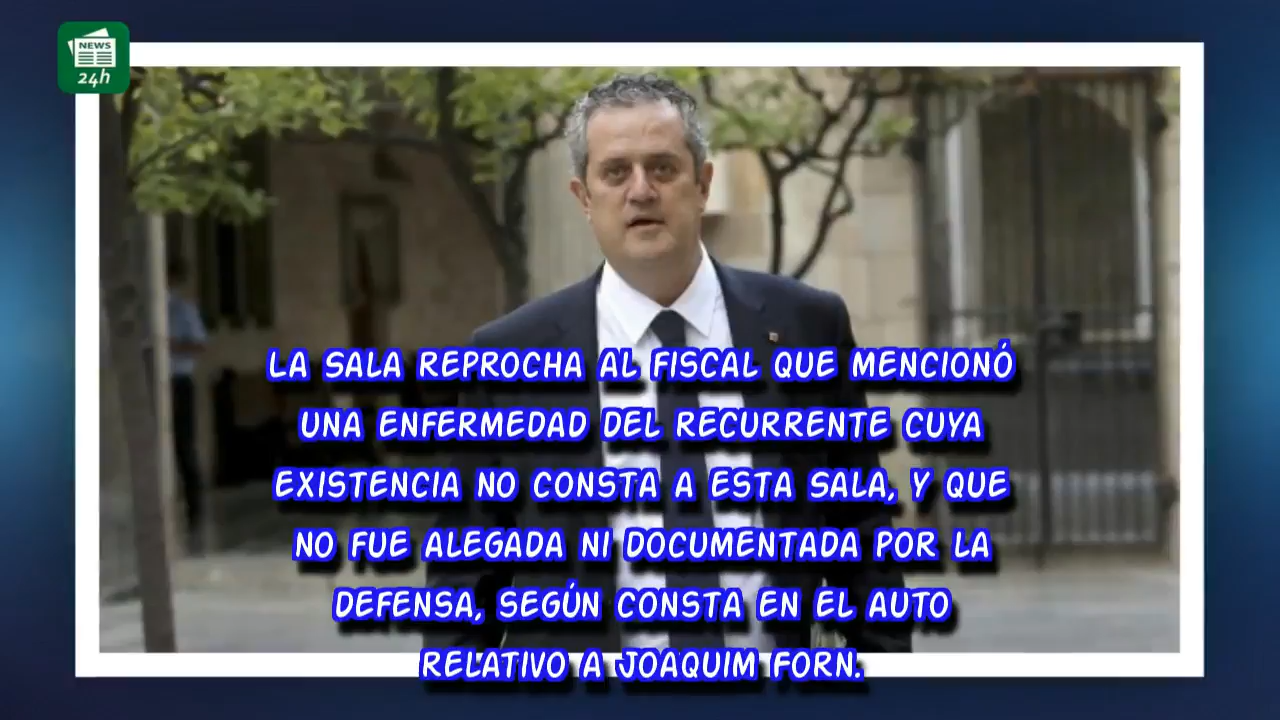 NEWS
24h
LA SALA REPROCHA AL FISCAL QUE MENCIONÓ
UNA ENFERMEDAD DEL RECURRENTE CUYA
EXISTENCIA NO CONSTA A ESTA SALA, Y QUE
NO FUE ALEGADA NI DOCUMENTADA POR LA
DEFENSA, SEGÚN CONSTA EN EL AUTO
RELATIVO A JOAQUIM FORN.